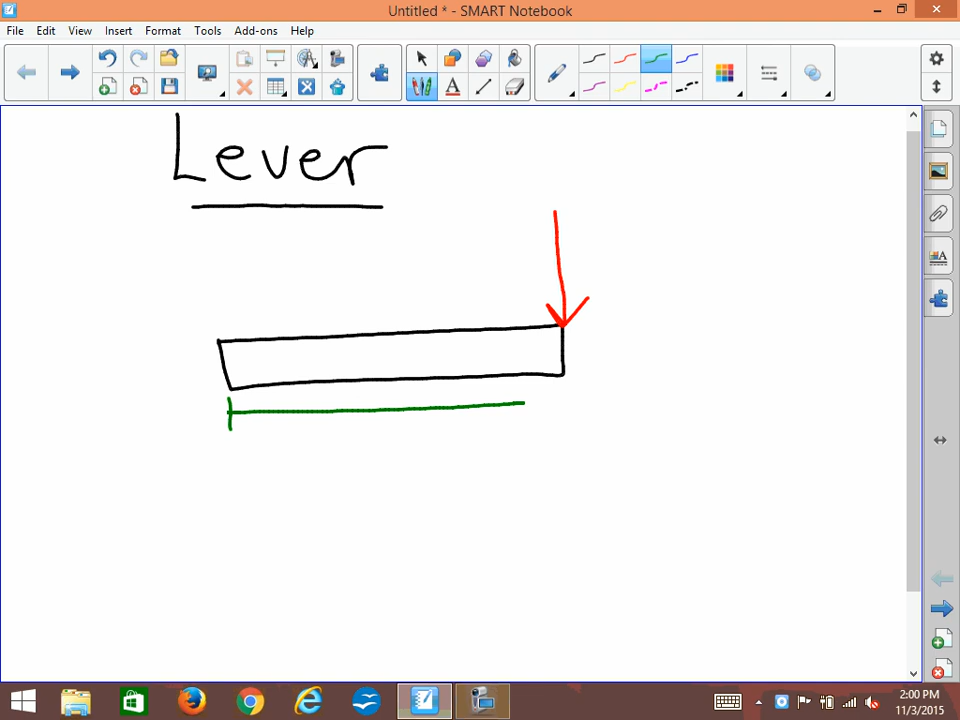 Untitled * - SMART Notebook
File Edit View Insert Format Tools Add-ons Help
Lever
2:00 PM
11/3/2015